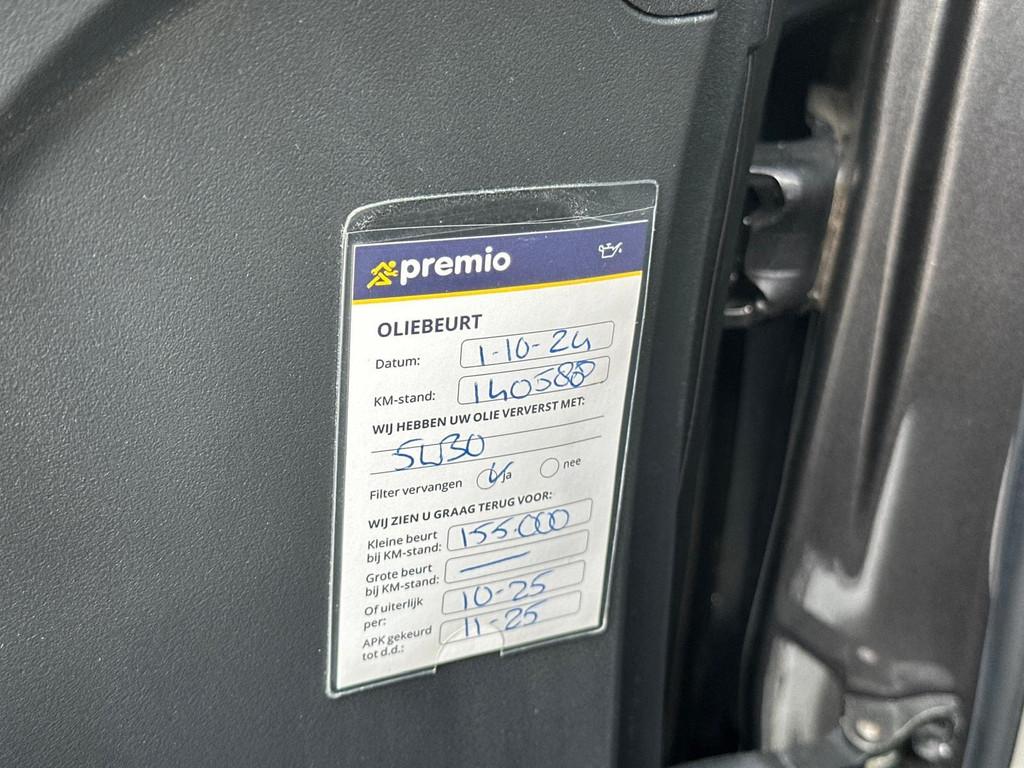 premio
OLIEBEURT
Datum: 1-10-24
KM-stand: 140588
WIJ HEBBEN UW OLIE VERVERST MET:
5W30
Filter vervangen ja nee
WIJ ZIEN U GRAAG TERUG VOOR:
Kleine beurt
bij KM-stand: 155.000
Grote beurt
bij KM-stand: —
Of uiterlijk
per: 10-25
APK gekeurd
tot d.d.: 11-25